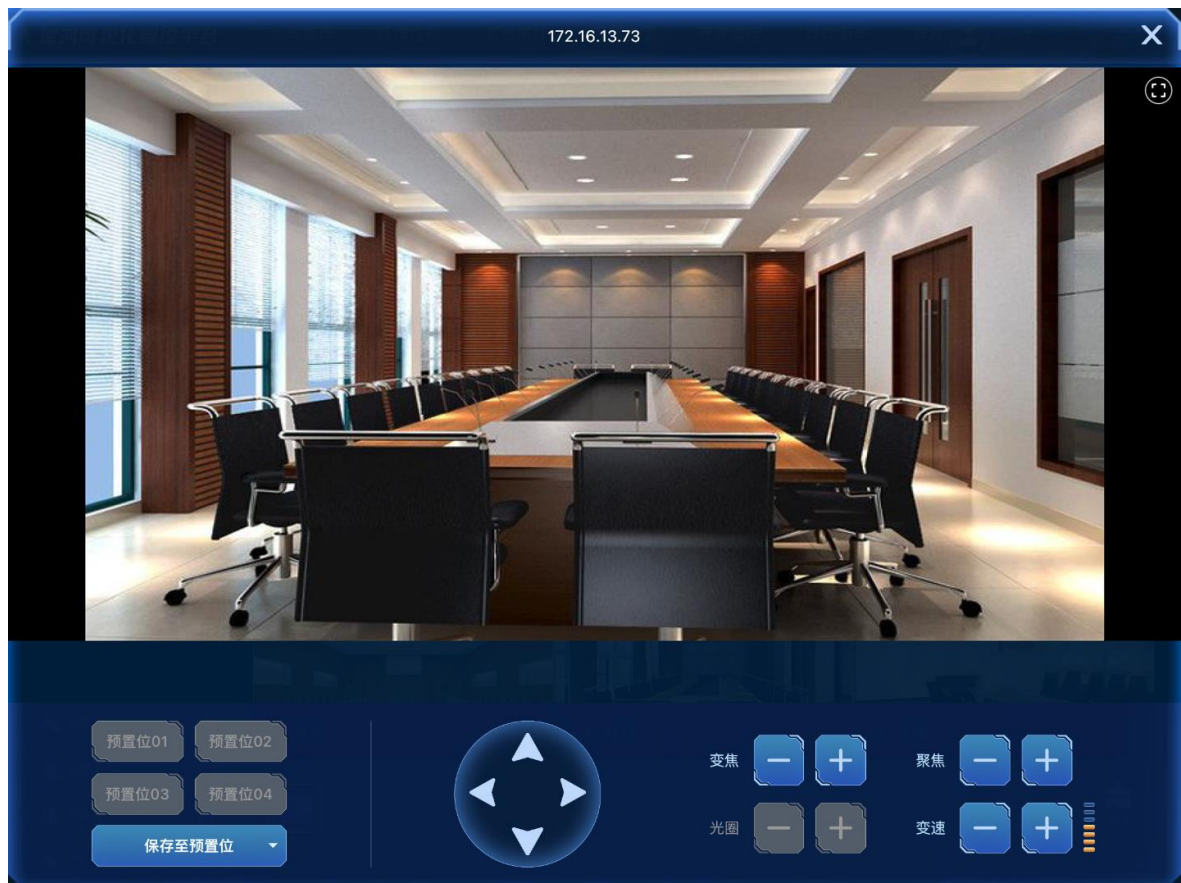 172.16.13.73
预置位01 预置位02
预置位03 预置位04
保存至预置位
变焦 聚焦
光圈 变速